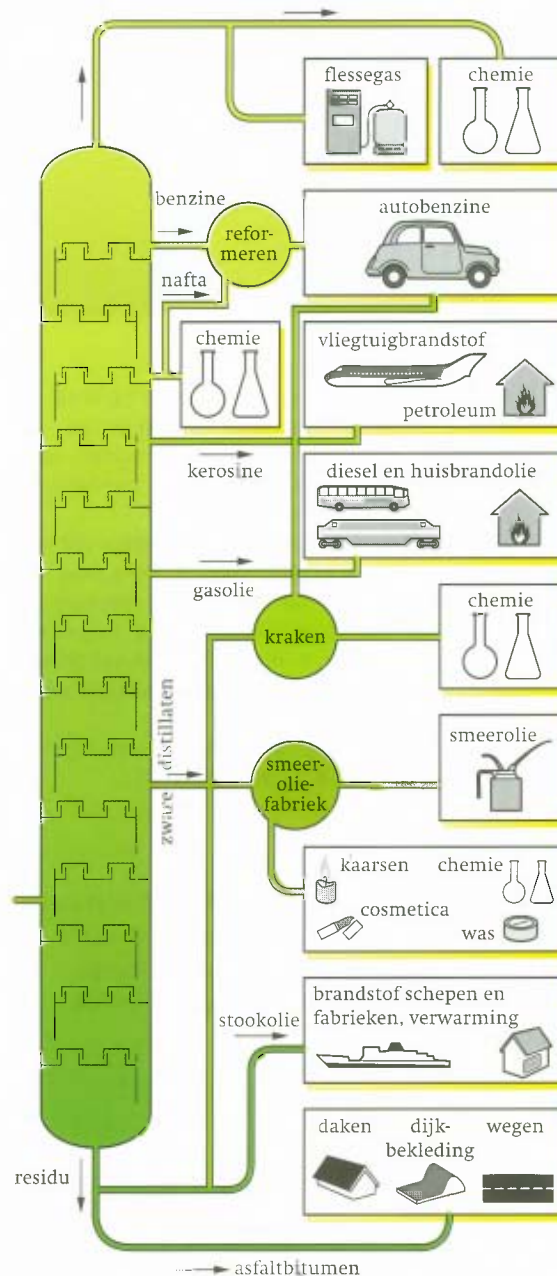 flessegas
chemie
benzine
refor-
meren
autobenzine
nafta
chemie
vliegtuigbrandstof
petroleum
kerosine
diesel en huisbrandolie
gasolie
kraken
chemie
zware distillaten
smeer-
olie-
fabriek
smeerolie
kaarsen
chemie
cosmetica
was
stookolie
brandstof schepen en
fabrieken, verwarming
residu
daken
dijk-
bekleding
wegen
asfaltbitumen